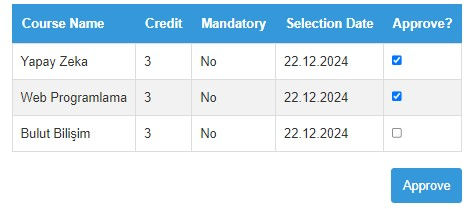 Course Name Credit Mandatory Selection Date Approve?
Yapay Zeka 3 No 22.12.2024
Web Programlama 3 No 22.12.2024
Bulut Bilişim 3 No 22.12.2024
Approve